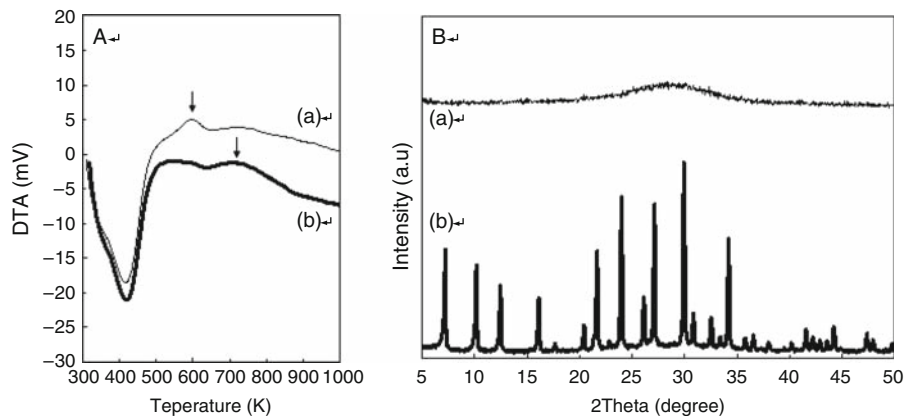 A↵
20
15
10
5
0
−5
−10
−15
−20
−25
−30
DTA (mV)
(a)↵
(b)↵
300 400 500 600 700 800 900 1000
Teperature (K)
B↵
Intensity (a.u)
(a)↵
(b)↵
5 10 15 20 25 30 35 40 45 50
2Theta (degree)